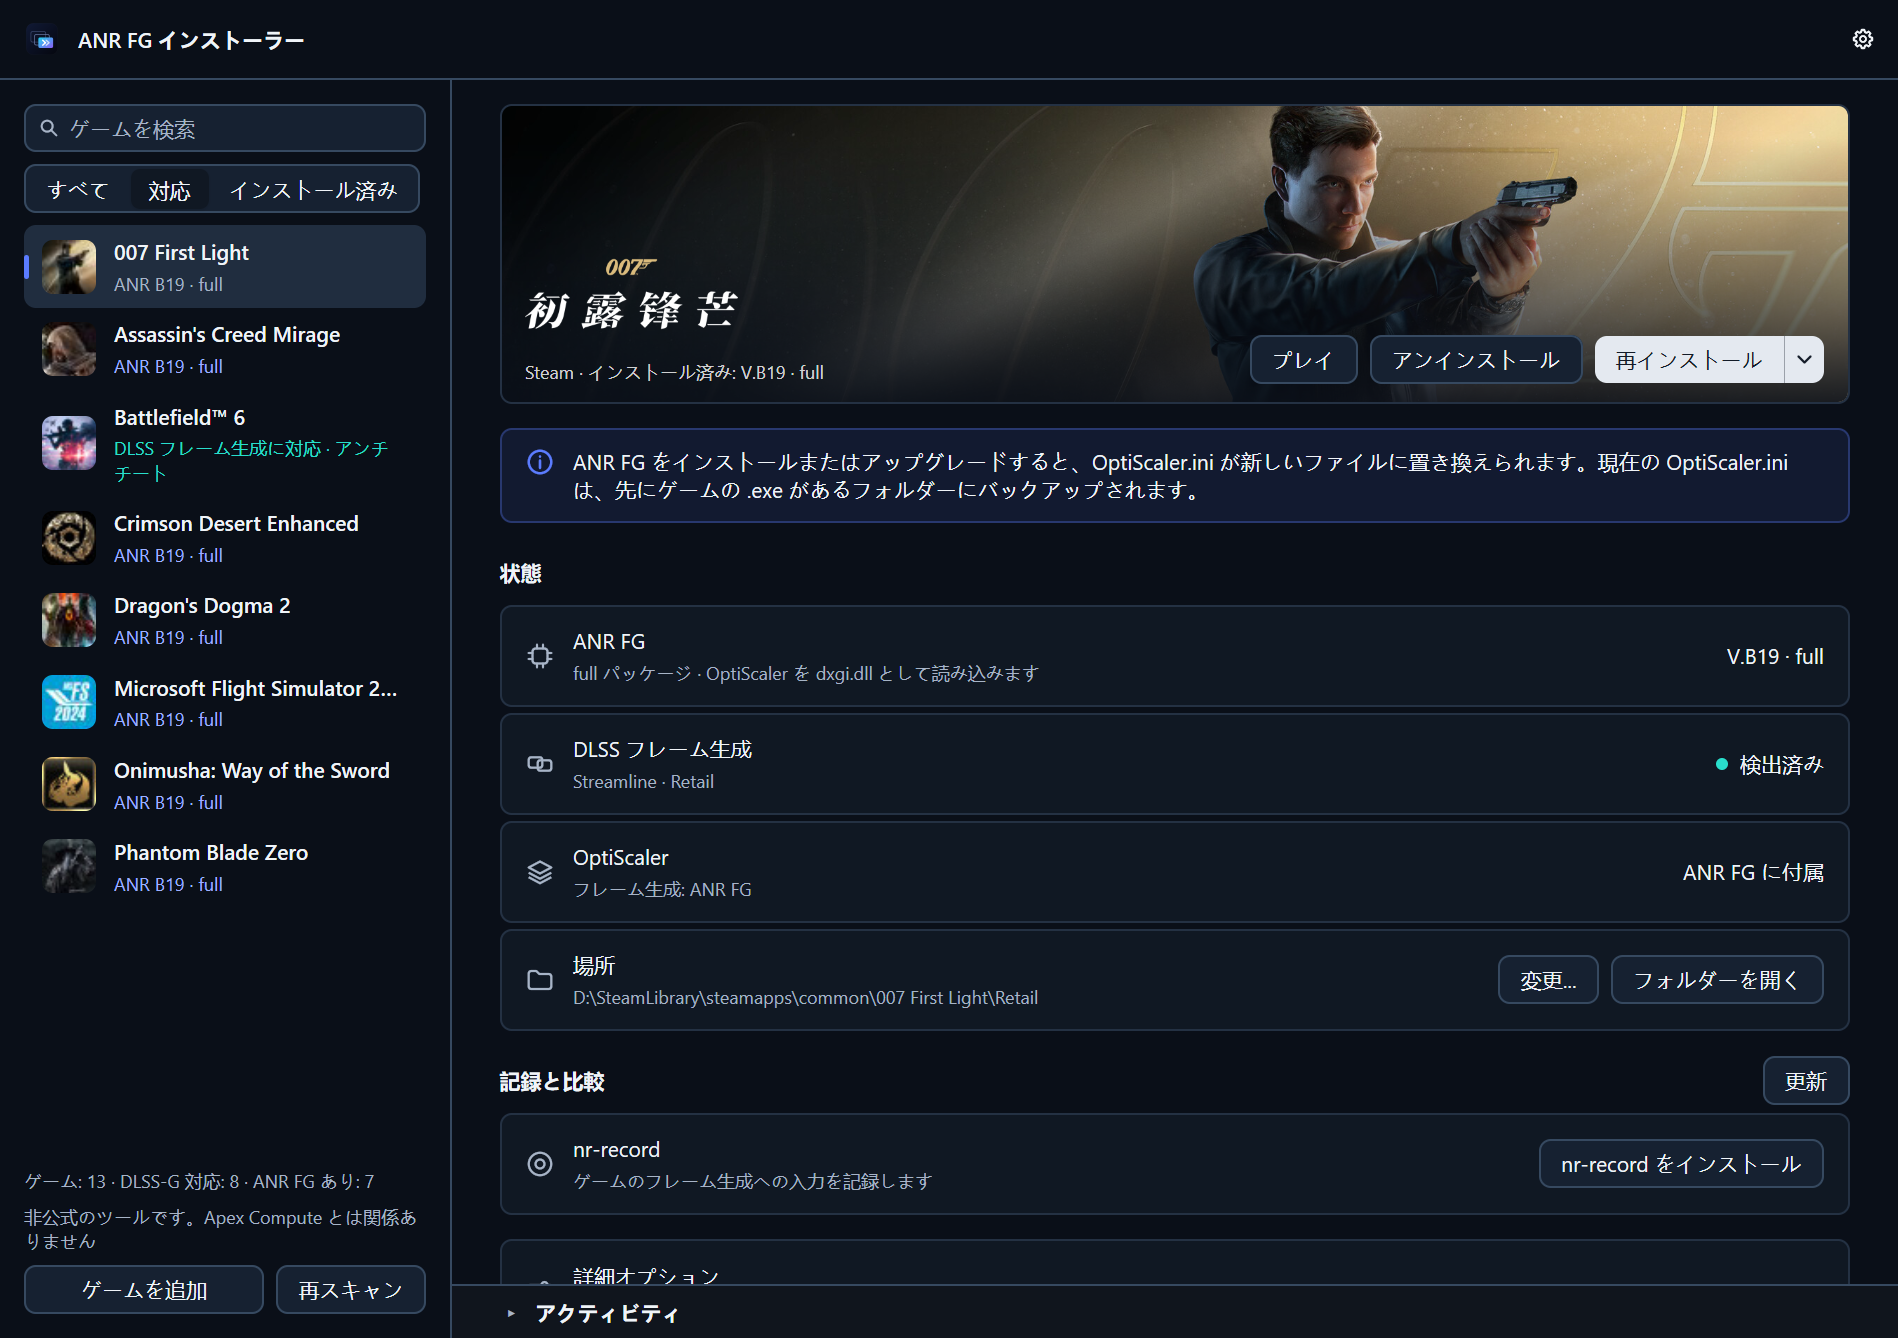 ANR FG インストーラー
ゲームを検索
すべて
対応
インストール済み
007 First Light
ANR B19 · full
Assassin's Creed Mirage
ANR B19 · full
Battlefield™ 6
DLSS フレーム生成に対応 · アンチ
チート
Crimson Desert Enhanced
ANR B19 · full
Dragon's Dogma 2
ANR B19 · full
FS
2024
Microsoft Flight Simulator 2...
ANR B19 · full
Onimusha: Way of the Sword
ANR B19 · full
Phantom Blade Zero
ANR B19 · full
ゲーム: 13 · DLSS-G 対応: 8 · ANR FG あり: 7
非公式のツールです。Apex Compute とは関係あ
りません
ゲームを追加
再スキャン
007
初露锋芒
Steam · インストール済み: V.B19 · full
プレイ
アンインストール
再インストール
ANR FG をインストールまたはアップグレードすると、OptiScaler.ini が新しいファイルに置き換えられます。現在の OptiScaler.ini
は、先にゲームの .exe があるフォルダーにバックアップされます。
状態
ANR FG
full パッケージ · OptiScaler を dxgi.dll として読み込みます
V.B19 · full
DLSS フレーム生成
Streamline · Retail
検出済み
OptiScaler
フレーム生成: ANR FG
ANR FG に付属
場所
D:\SteamLibrary\steamapps\common\007 First Light\Retail
変更...
フォルダーを開く
記録と比較
更新
nr-record
ゲームのフレーム生成への入力を記録します
nr-record をインストール
詳細オプション
アクティビティ